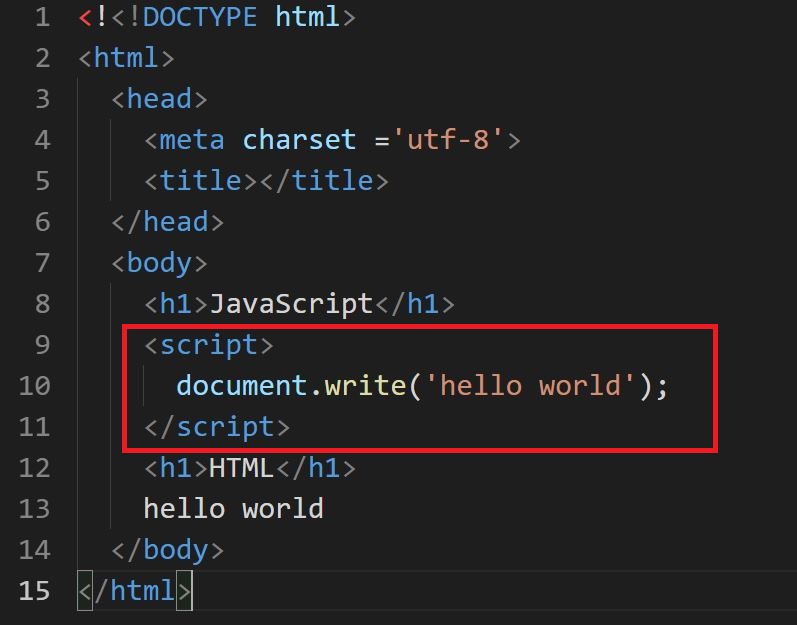 1 <!<!DOCTYPE html>
2 <html>
3   <head>
4     <meta charset ='utf-8'>
5     <title></title>
6   </head>
7   <body>
8     <h1>JavaScript</h1>
9     <script>
10       document.write('hello world');
11     </script>
12     <h1>HTML</h1>
13     hello world
14   </body>
15 </html>